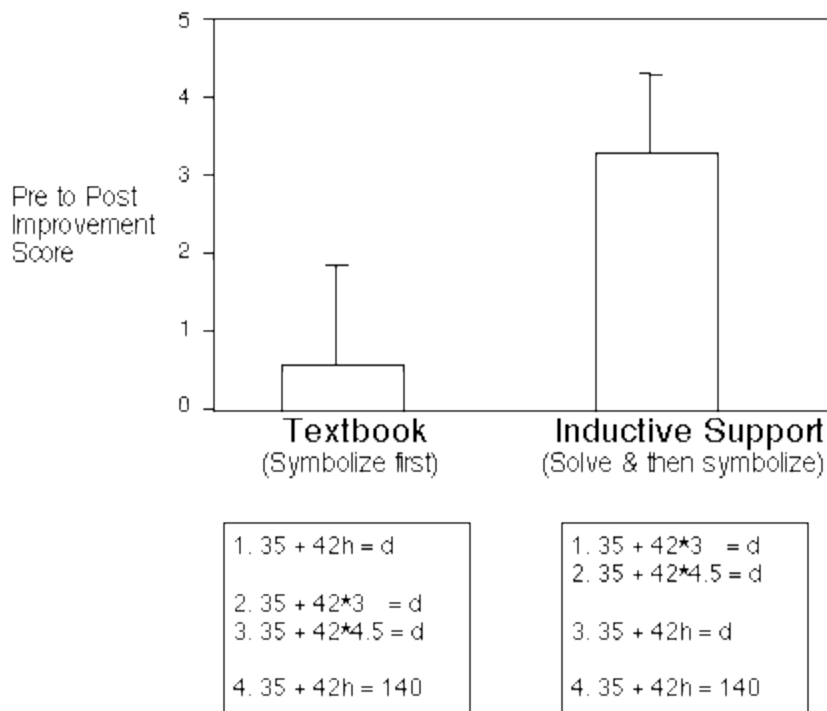 5
4
Pre to Post
Improvement
Score
3
2
1
0
Textbook
(Symbolize first)
Inductive Support
(Solve & then symbolize)
1. 35 + 42h = d
2. 35 + 42*3 = d
3. 35 + 42*4.5 = d
4. 35 + 42h = 140
1. 35 + 42*3 = d
2. 35 + 42*4.5 = d
3. 35 + 42h = d
4. 35 + 42h = 140